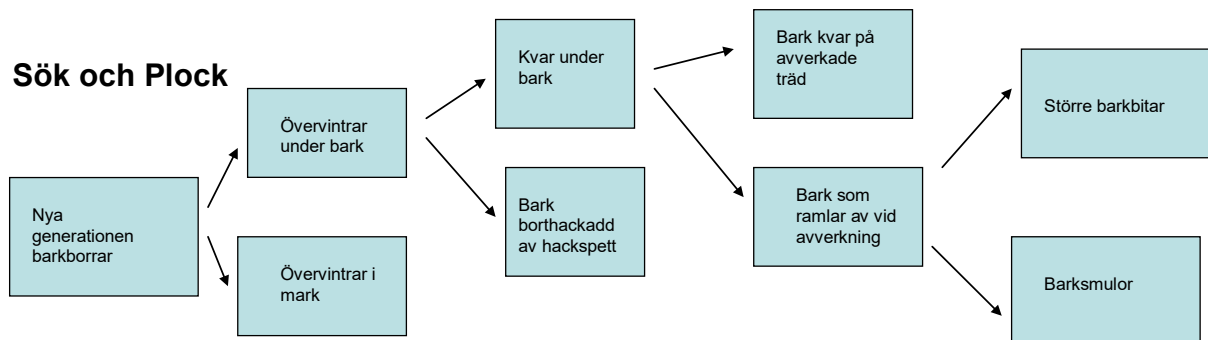 Sök och Plock
Nya
generationen
barkborrar
Övervintrar
under bark
Övervintrar i
mark
Kvar under
bark
Bark
borthackadd
av hackspett
Bark kvar på
avverkade
träd
Bark som
ramlar av vid
avverkning
Större barkbitar
Barksmulor